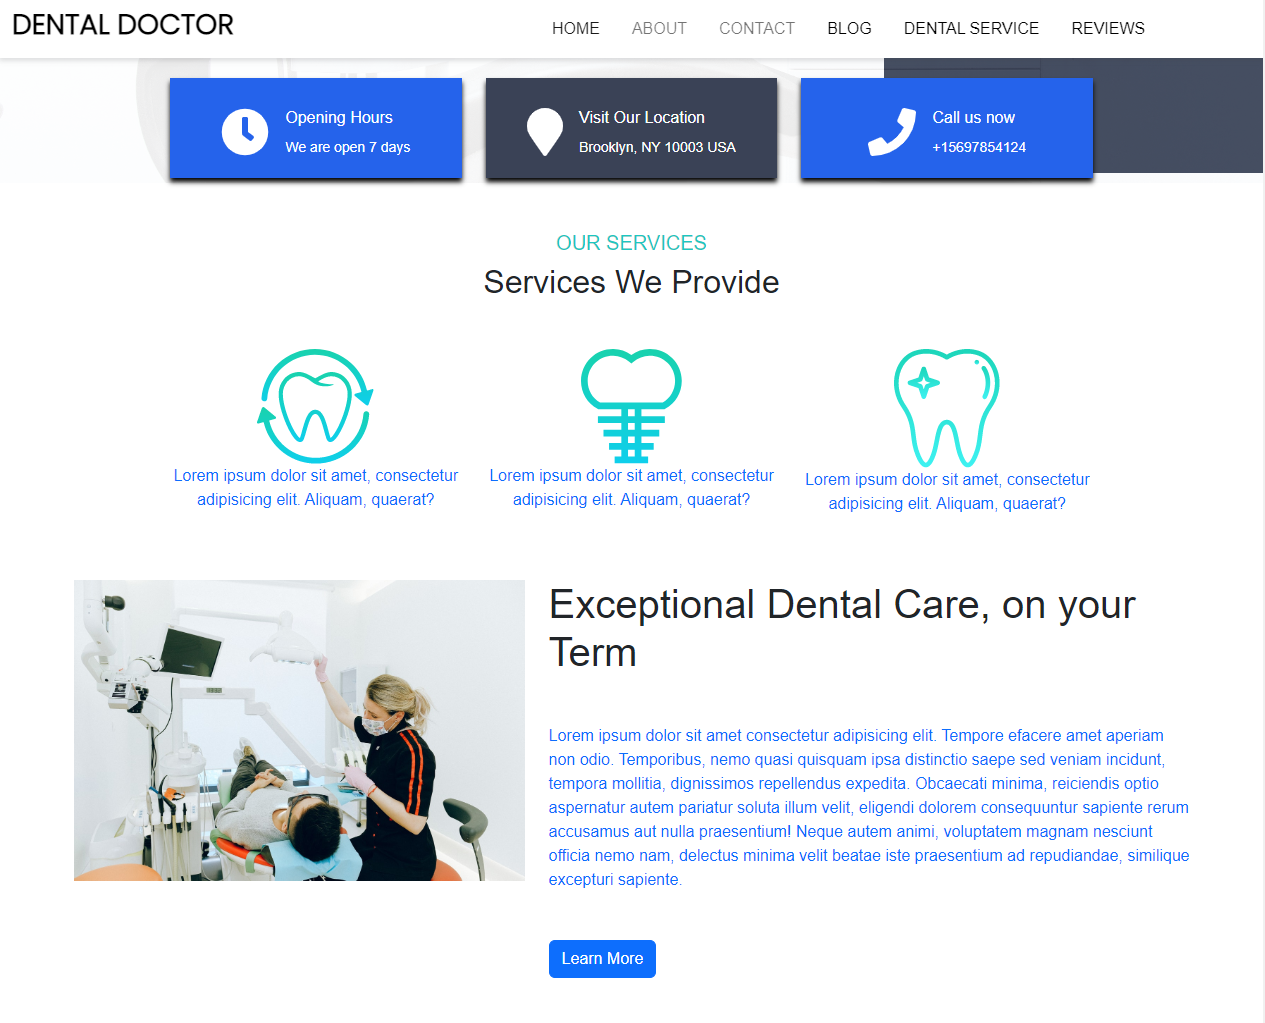 DENTAL DOCTOR
HOME ABOUT CONTACT BLOG DENTAL SERVICE REVIEWS
Opening Hours
We are open 7 days
Visit Our Location
Brooklyn, NY 10003 USA
Call us now
+15697854124
OUR SERVICES
Services We Provide
Lorem ipsum dolor sit amet, consectetur
adipisicing elit. Aliquam, quaerat?
Lorem ipsum dolor sit amet, consectetur
adipisicing elit. Aliquam, quaerat?
Lorem ipsum dolor sit amet, consectetur
adipisicing elit. Aliquam, quaerat?
Exceptional Dental Care, on your
Term
Lorem ipsum dolor sit amet consectetur adipisicing elit. Tempore efacere amet aperiam
non odio. Temporibus, nemo quasi quisquam ipsa distinctio saepe sed veniam incidunt,
tempora mollitia, dignissimos repellendus expedita. Obcaecati minima, reiciendis optio
aspernatur autem pariatur soluta illum velit, eligendi dolorem consequuntur sapiente rerum
accusamus aut nulla praesentium! Neque autem animi, voluptatem magnam nesciunt
officia nemo nam, delectus minima velit beatae iste praesentium ad repudiandae, similique
excepturi sapiente.
Learn More